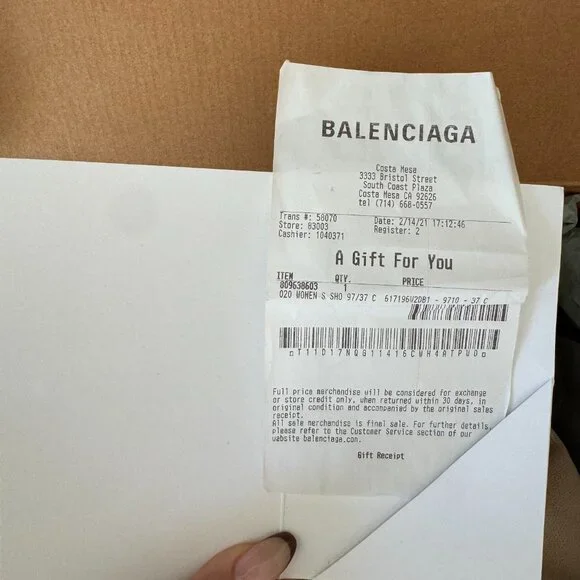 BALENCIAGA
Costa Mesa
3333 Bristol Street
South Coast Plaza
Costa Mesa CA 92626
tel (714) 668-0557
Trans #: 58070 Date: 2/14/21 17:12:46
Store: 83003 Register: 2
Cashier: 1040371
A Gift For You
ITEM QTY. PRICE
809638603 1
020 WOMEN S SHO 97/37 C 617196W2DB1 - 9710 - 37 C
Full price merchandise will be considered for exchange
or store credit only, when returned within 30 days, in
original condition and accompanied by the original sales
receipt.
All sale merchandise is final sale. For further details,
please refer to the Customer Service section of our
website balenciaga.com.
Gift Receipt